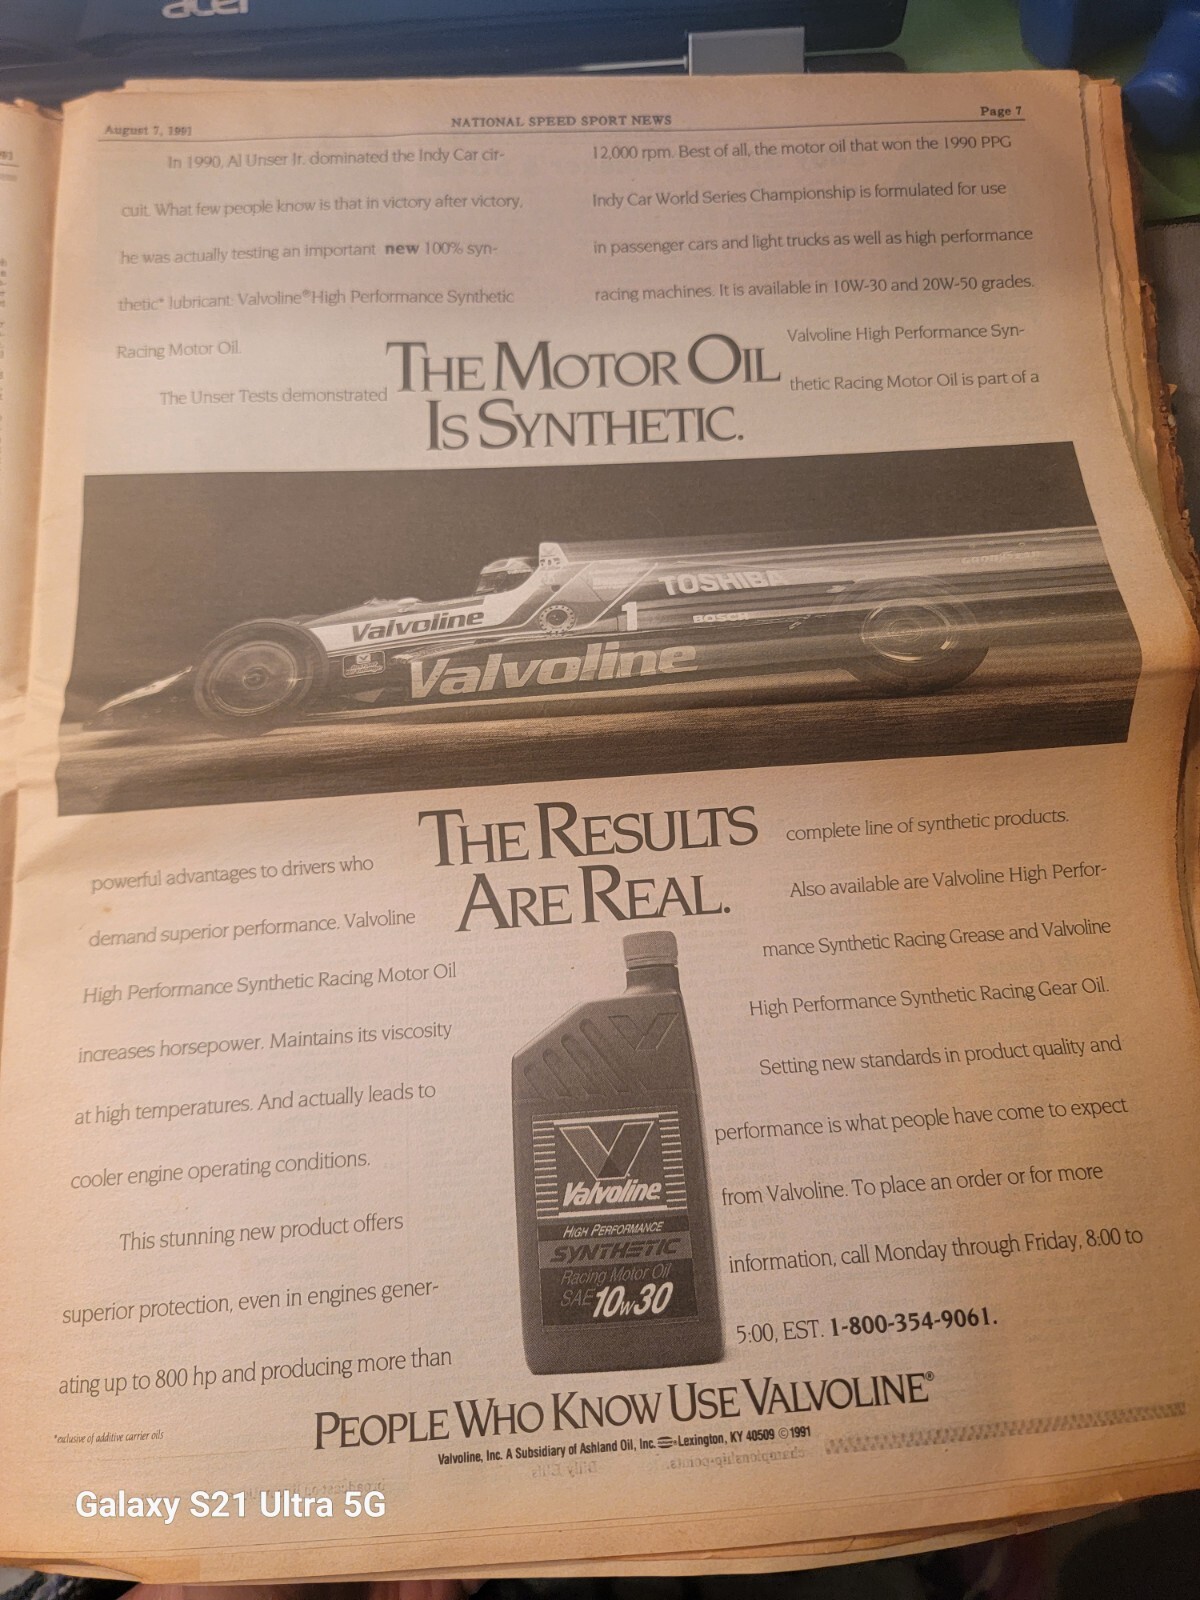 acer
August 7, 1991
NATIONAL SPEED SPORT NEWS
Page 7
In 1990, Al Unser Jr. dominated the Indy Car cir-
cuit. What few people know is that in victory after victory,
he was actually testing an important new 100% syn-
thetic* lubricant: Valvoline® High Performance Synthetic
Racing Motor Oil.
The Unser Tests demonstrated
THE MOTOR OIL
IS SYNTHETIC.
TOSHIBA
GOODYEAR
Valvoline
1
BOSCH
Valvoline
THE RESULTS
ARE REAL.
powerful advantages to drivers who
demand superior performance. Valvoline
High Performance Synthetic Racing Motor Oil
increases horsepower. Maintains its viscosity
at high temperatures. And actually leads to
cooler engine operating conditions.
This stunning new product offers
superior protection, even in engines gener-
ating up to 800 hp and producing more than
12,000 rpm. Best of all, the motor oil that won the 1990 PPG
Indy Car World Series Championship is formulated for use
in passenger cars and light trucks as well as high performance
racing machines. It is available in 10W-30 and 20W-50 grades.
Valvoline High Performance Syn-
thetic Racing Motor Oil is part of a
complete line of synthetic products.
Also available are Valvoline High Perfor-
mance Synthetic Racing Grease and Valvoline
High Performance Synthetic Racing Gear Oil.
Setting new standards in product quality and
performance is what people have come to expect
from Valvoline. To place an order or for more
information, call Monday through Friday, 8:00 to
5:00, EST. 1-800-354-9061.
V
Valvoline
HIGH PERFORMANCE
SYNTHETIC
Racing Motor Oil
SAE 10W30
PEOPLE WHO KNOW USE VALVOLINE®
*exclusive of additive carrier oils
Valvoline, Inc. A Subsidiary of Ashland Oil, Inc. Lexington, KY 40509 © 1991
Galaxy S21 Ultra 5G